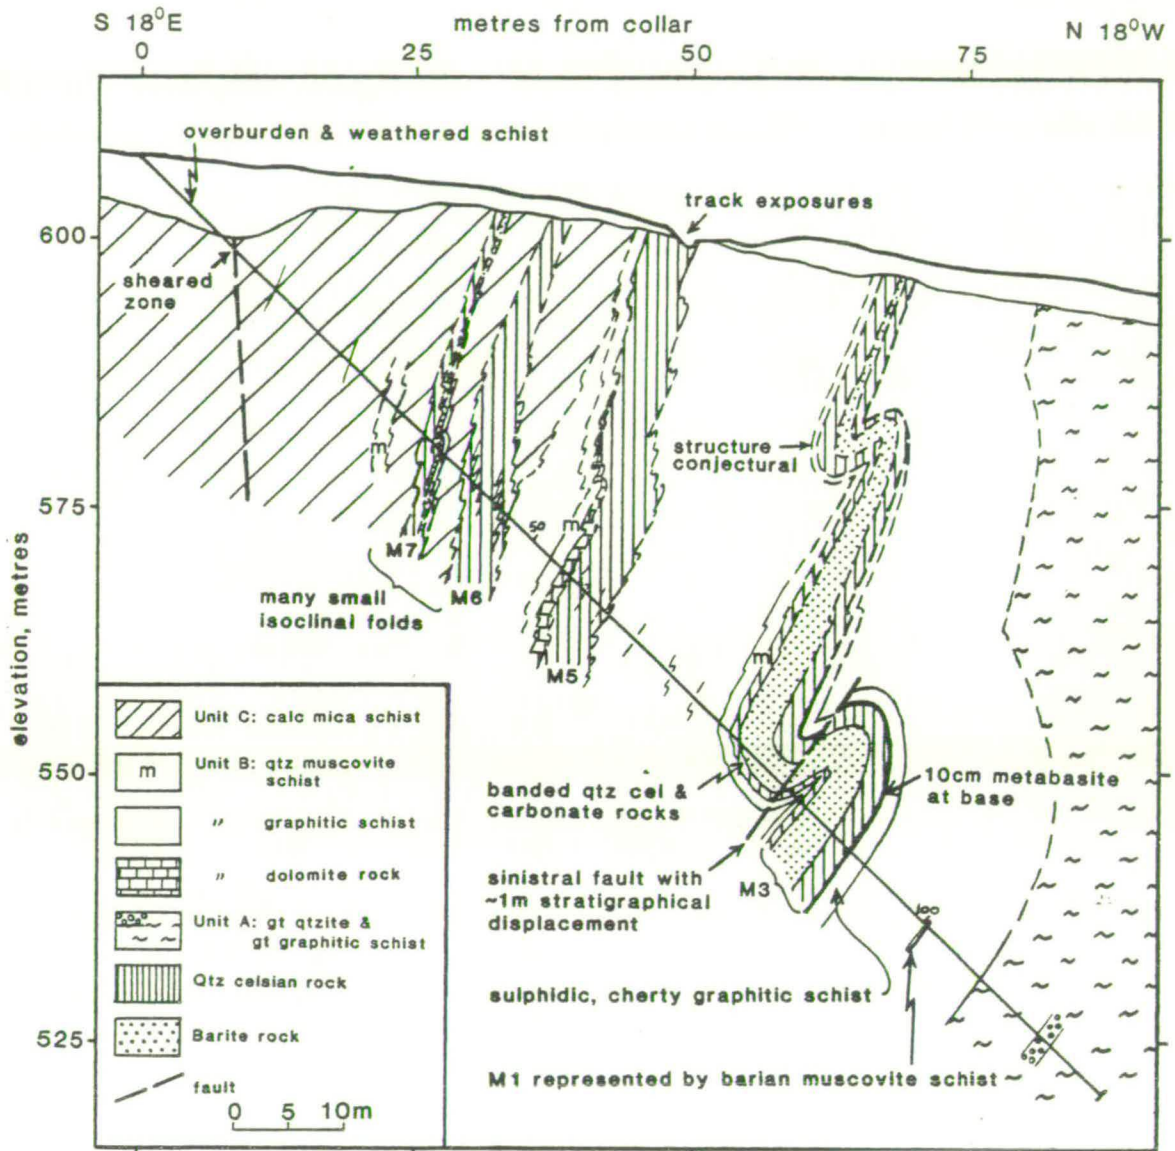 S 18°E
metres from collar
N 18°W
0
25
50
75
overburden & weathered schist
track exposures
600
sheared
zone
structure
conjectural
m
575
50
m
M7
M6
many small
isoclinal folds
M5
m
elevation, metres
550
banded qtz cel &
carbonate rocks
10cm metabasite
at base
sinistral fault with
~1m stratigraphical
displacement
M3
100
sulphidic, cherty graphitic schist
525
M1 represented by barian muscovite schist
Unit C: calc mica schist
m
Unit B: qtz muscovite
schist
〃 graphitic schist
〃 dolomite rock
Unit A: gt qtzite &
gt graphitic schist
Qtz celsian rock
Barite rock
fault
0 5 10m